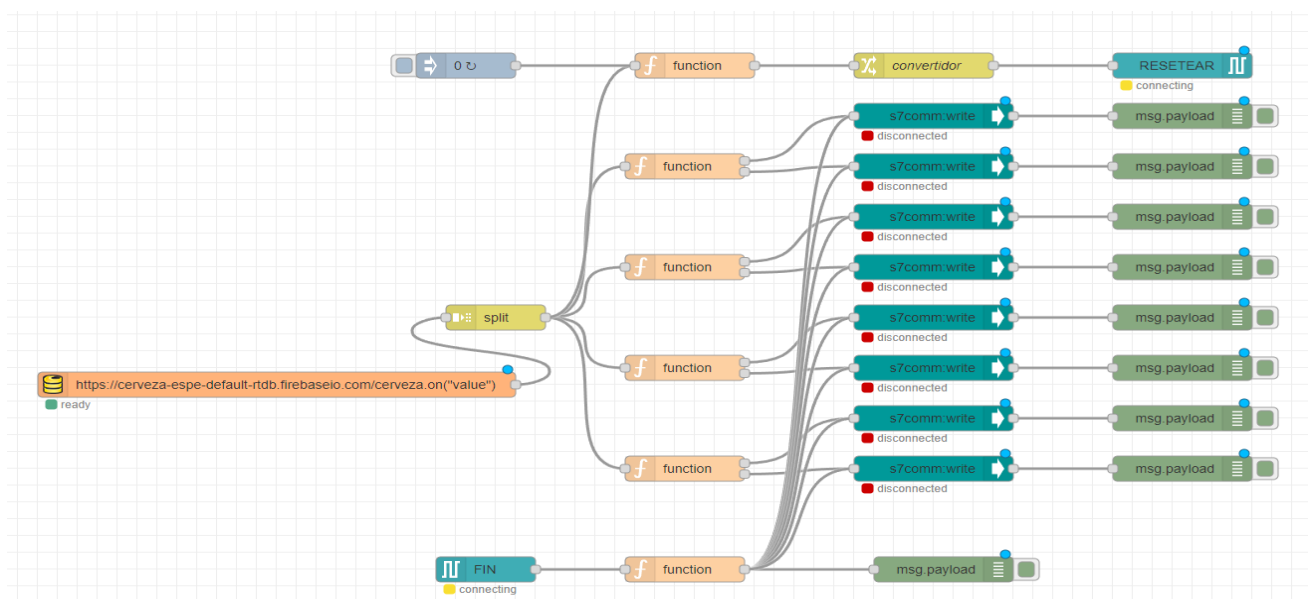 0 ↻ function convertidor RESETEAR
connecting
s7comm:write msg.payload
disconnected
function s7comm:write msg.payload
disconnected
s7comm:write msg.payload
disconnected
function s7comm:write msg.payload
disconnected
split s7comm:write msg.payload
disconnected
function s7comm:write msg.payload
https://cerveza-espe-default-rtdb.firebaseio.com/cerveza.on("value")
disconnected
ready
s7comm:write msg.payload
disconnected
function s7comm:write msg.payload
disconnected
FIN function msg.payload
connecting